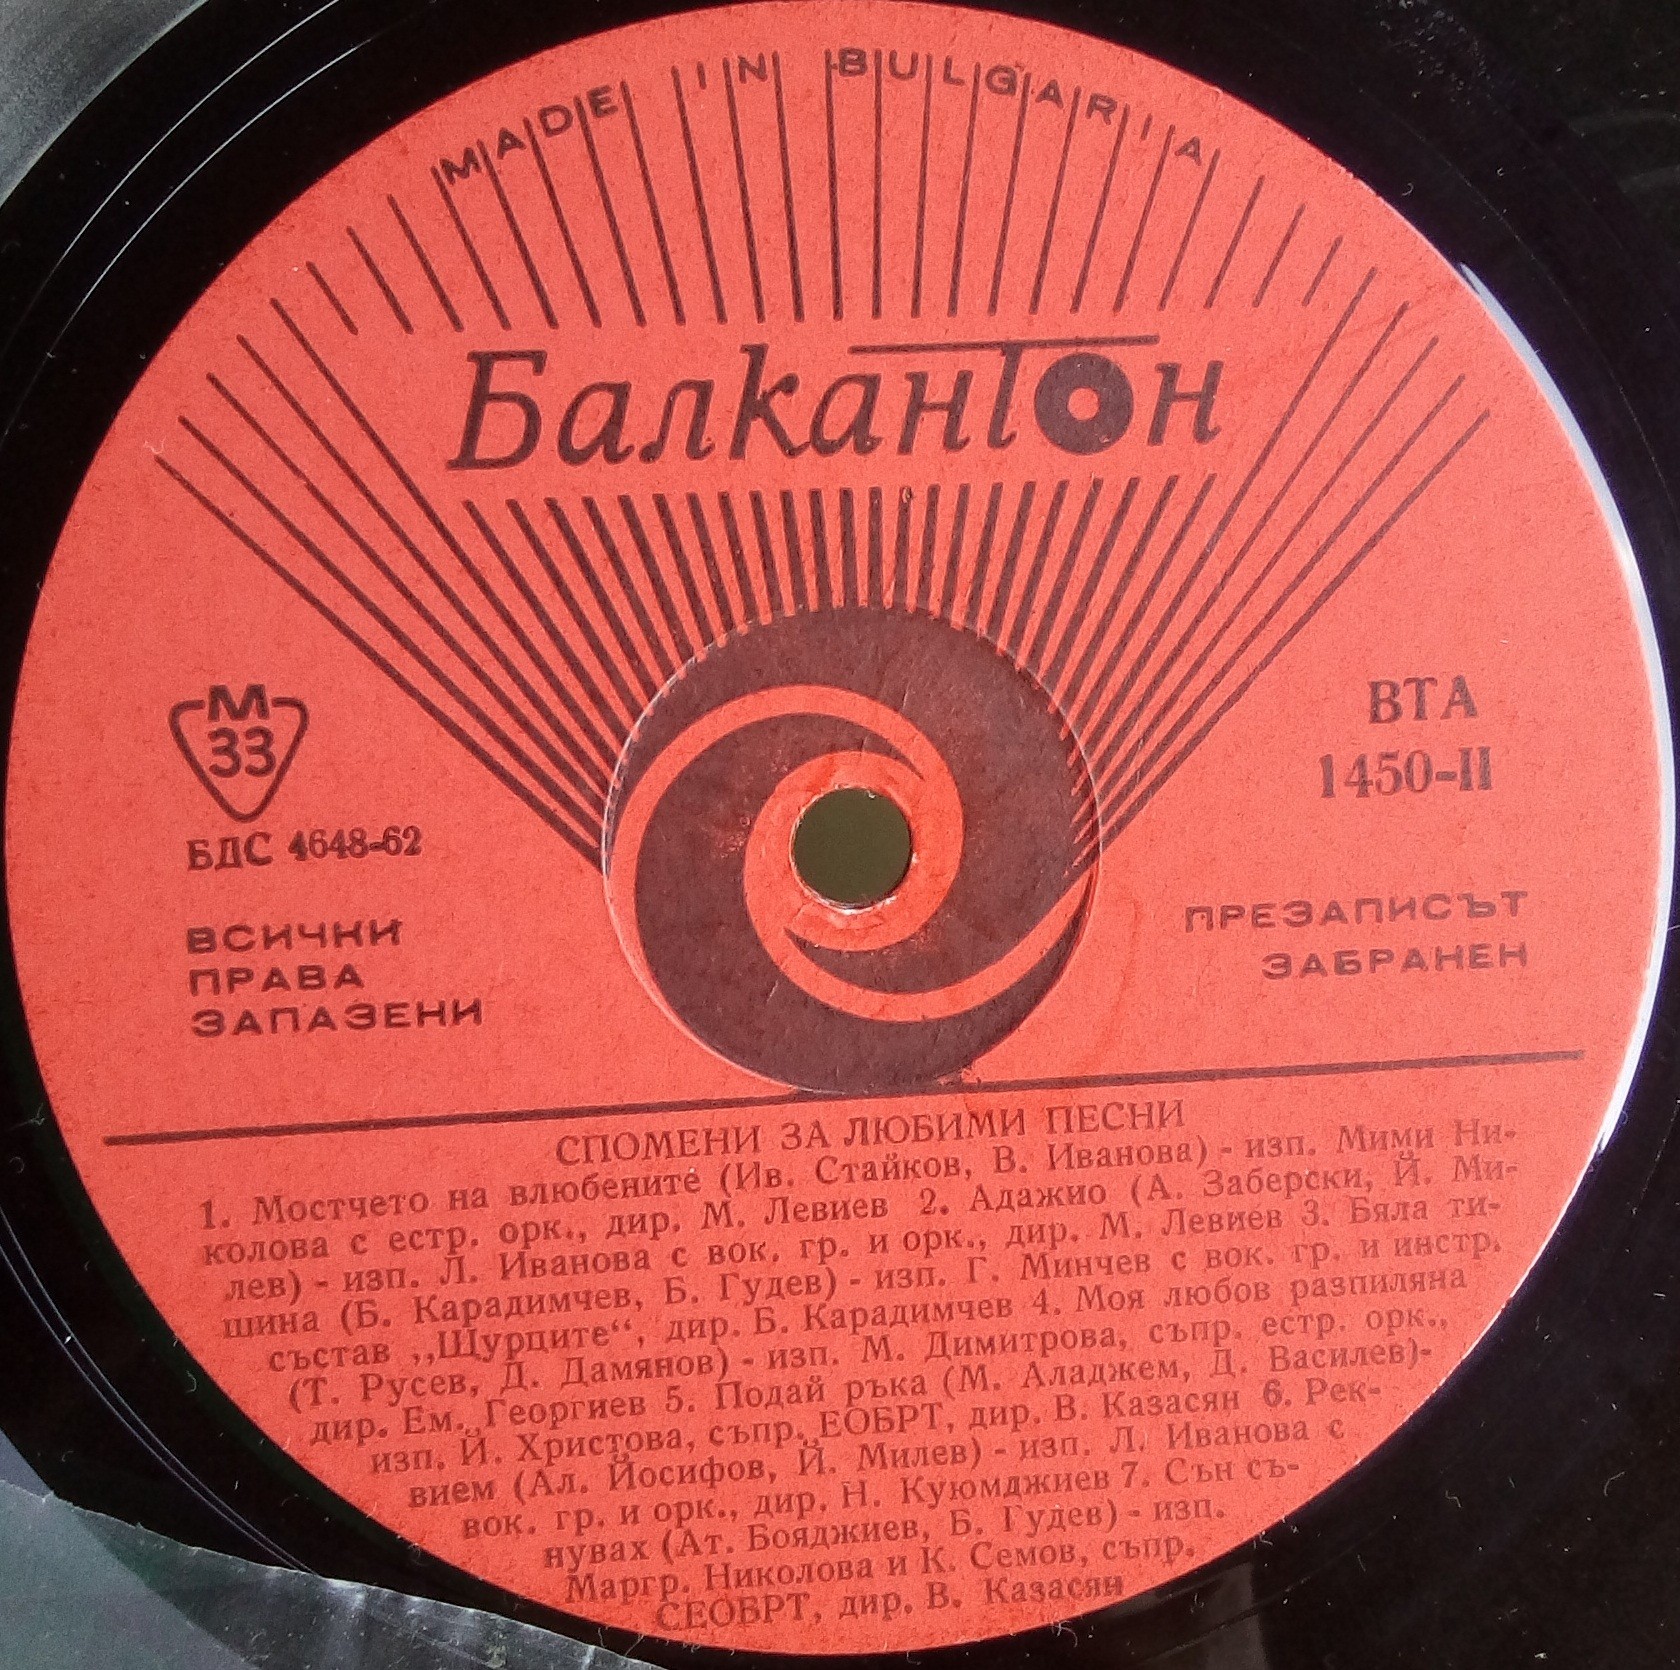 MADE IN BULGARIA
Балкантон
М
33
БДС 4648-62
ВСИЧКИ
ПРАВА
ЗАПАЗЕНИ
ВТА
1450-II
ПРЕЗАПИСЪТ
ЗАБРАНЕН
СПОМЕНИ ЗА ЛЮБИМИ ПЕСНИ
1. Мостчето на влюбените (Ив. Стайков, В. Иванова) - изп. Мими Ни-
колова с естр. орк., дир. М. Левиев 2. Адажио (А. Заберски, Й. Ми-
лев) - изп. Л. Иванова с вок. гр. и орк., дир. М. Левиев 3. Бяла ти-
шина (Б. Карадимчев, Б. Гудев) - изп. Г. Минчев с вок. гр. и инстр.
състав „Щурците“, дир. Б. Карадимчев 4. Моя любов разпиляна
(Т. Русев, Д. Дамянов) - изп. М. Димитрова, съпр. естр. орк.,
дир. Ем. Георгиев 5. Подай ръка (М. Аладжем, Д. Василев)-
изп. Й. Христова, съпр. ЕОБРТ, дир. В. Казасян 6. Рек-
вием (Ал. Йосифов, Й. Милев) - изп. Л. Иванова с
вок. гр. и орк., дир. Н. Куюмджиев 7. Сън съ-
нувах (Ат. Бояджиев, Б. Гудев) - изп.
Маргр. Николова и К. Семов, съпр.
СЕОБРТ, дир. В. Казасян